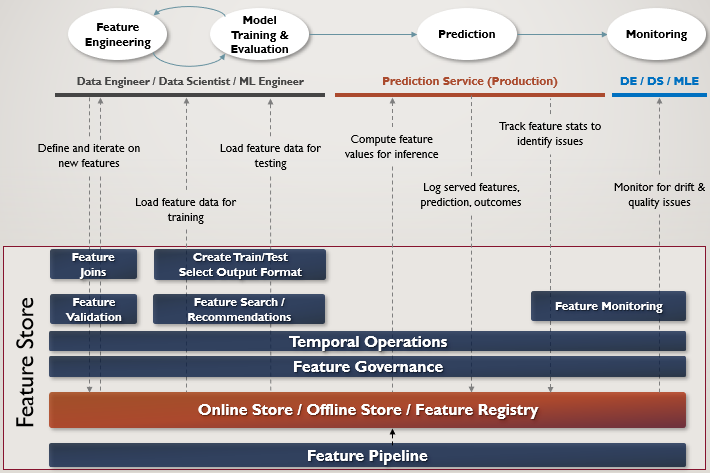 Feature
Engineering
Model
Training &
Evaluation
Prediction
Monitoring
Data Engineer / Data Scientist / ML Engineer
Prediction Service (Production)
DE / DS / MLE
Define and iterate on
new features
Load feature data for
training
Load feature data for
testing
Compute feature
values for inference
Log served features,
prediction, outcomes
Track feature stats to
identify issues
Monitor for drift &
quality issues
Feature Store
Feature
Joins
Create Train/Test
Select Output Format
Feature
Validation
Feature Search /
Recommendations
Feature Monitoring
Temporal Operations
Feature Governance
Online Store / Offline Store / Feature Registry
Feature Pipeline